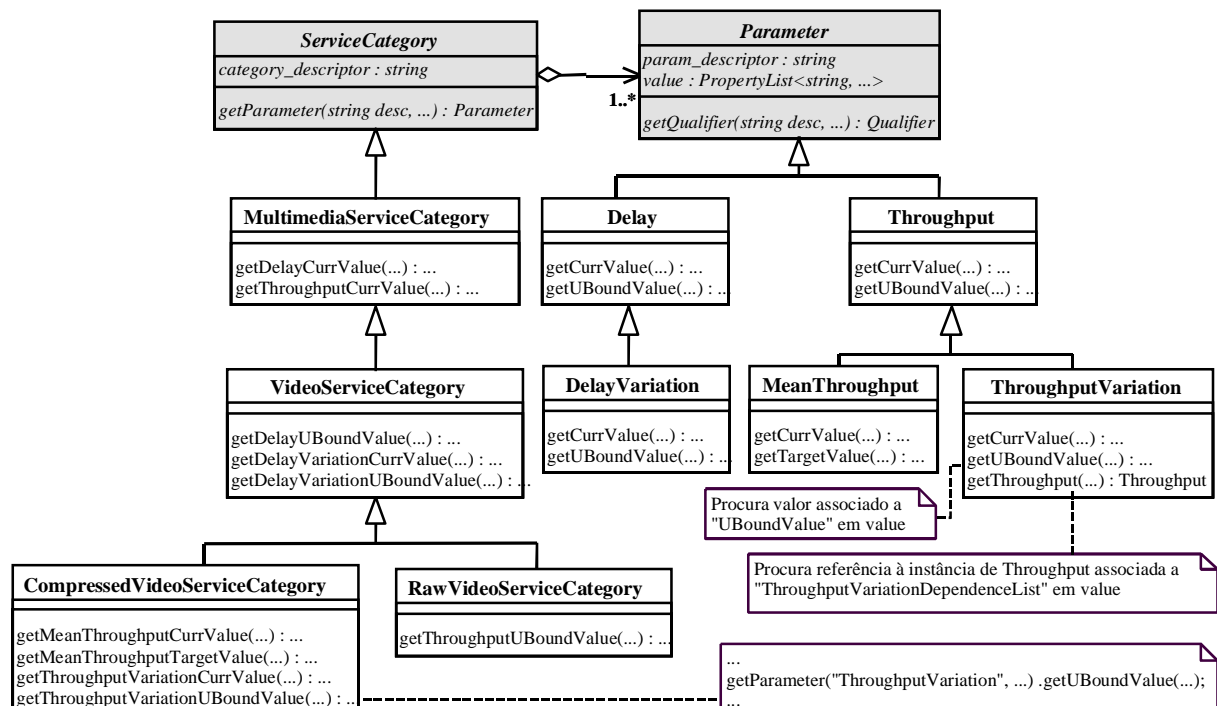 ServiceCategory
category_descriptor : string
getParameter(string desc, ...) : Parameter
1..*
Parameter
param_descriptor : string
value : PropertyList<string, ...>
getQualifier(string desc, ...) : Qualifier
MultimediaServiceCategory
getDelayCurrValue(...) : ...
getThroughputCurrValue(...) : ...
Delay
getCurrValue(...) : ...
getUBoundValue(...) : ...
Throughput
getCurrValue(...) : ...
getUBoundValue(...) : ...
VideoServiceCategory
getDelayUBoundValue(...) : ...
getDelayVariationCurrValue(...) : ...
getDelayVariationUBoundValue(...) : ...
DelayVariation
getCurrValue(...) : ...
getUBoundValue(...) : ...
MeanThroughput
getCurrValue(...) : ...
getTargetValue(...) : ...
ThroughputVariation
getCurrValue(...) : ...
getUBoundValue(...) : ...
getThroughput(...) : Throughput
Procura valor associado a
"UBoundValue" em value
Procura referência à instância de Throughput associada a
"ThroughputVariationDependenceList" em value
CompressedVideoServiceCategory
getMeanThroughputCurrValue(...) : ...
getMeanThroughputTargetValue(...) : ...
getThroughputVariationCurrValue(...) : ...
getThroughputVariationUBoundValue(...) : ...
RawVideoServiceCategory
getThroughputUBoundValue(...) : ...
...
getParameter("ThroughputVariation", ...) .getUBoundValue(...);
...